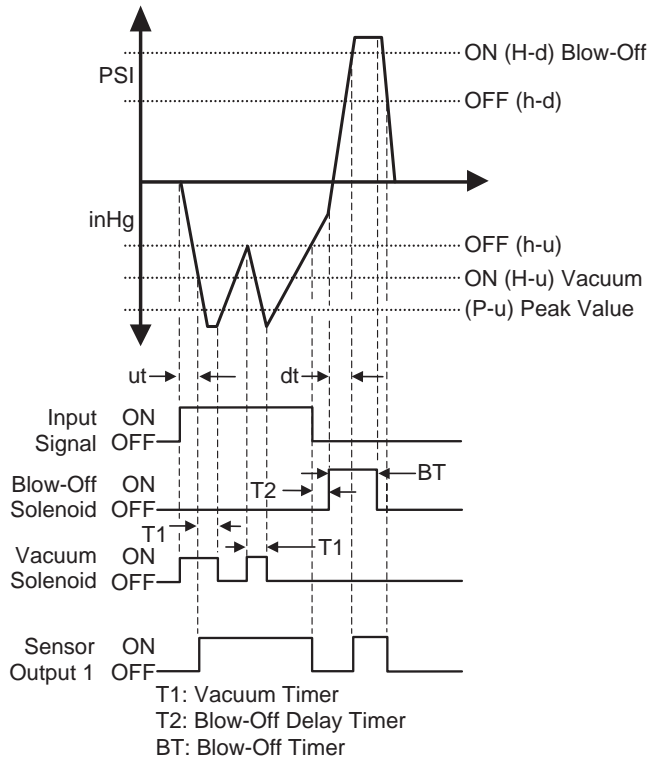 PSI
ON (H-d) Blow-Off
OFF (h-d)
inHg
OFF (h-u)
ON (H-u) Vacuum
(P-u) Peak Value
ut
dt
Input Signal ON OFF
Blow-Off Solenoid ON OFF
T2
BT
T1
T1
Vacuum Solenoid ON OFF
Sensor Output 1 ON OFF
T1: Vacuum Timer
T2: Blow-Off Delay Timer
BT: Blow-Off Timer